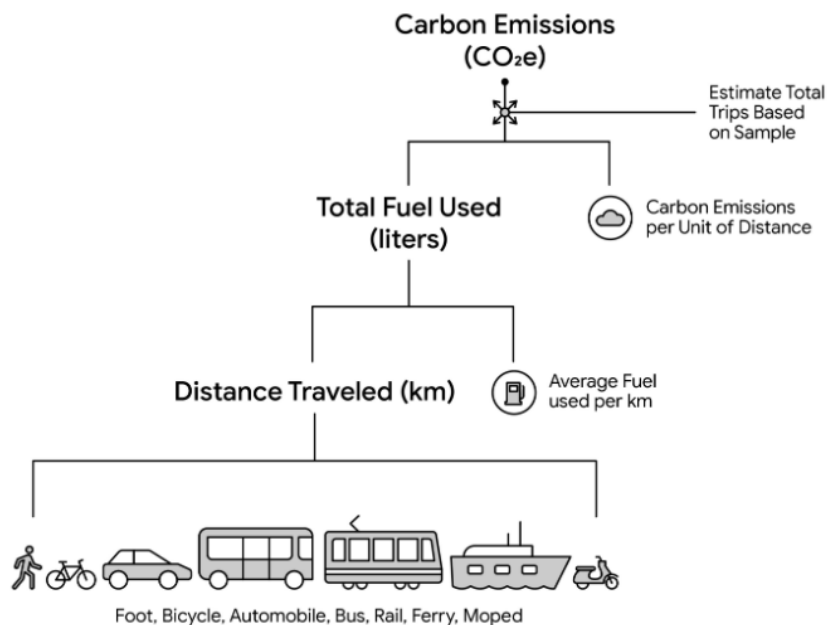 Carbon Emissions
(CO₂e)
Estimate Total
Trips Based
on Sample
Total Fuel Used
(liters)
Carbon Emissions
per Unit of Distance
Distance Traveled (km)
Average Fuel
used per km
Foot, Bicycle, Automobile, Bus, Rail, Ferry, Moped